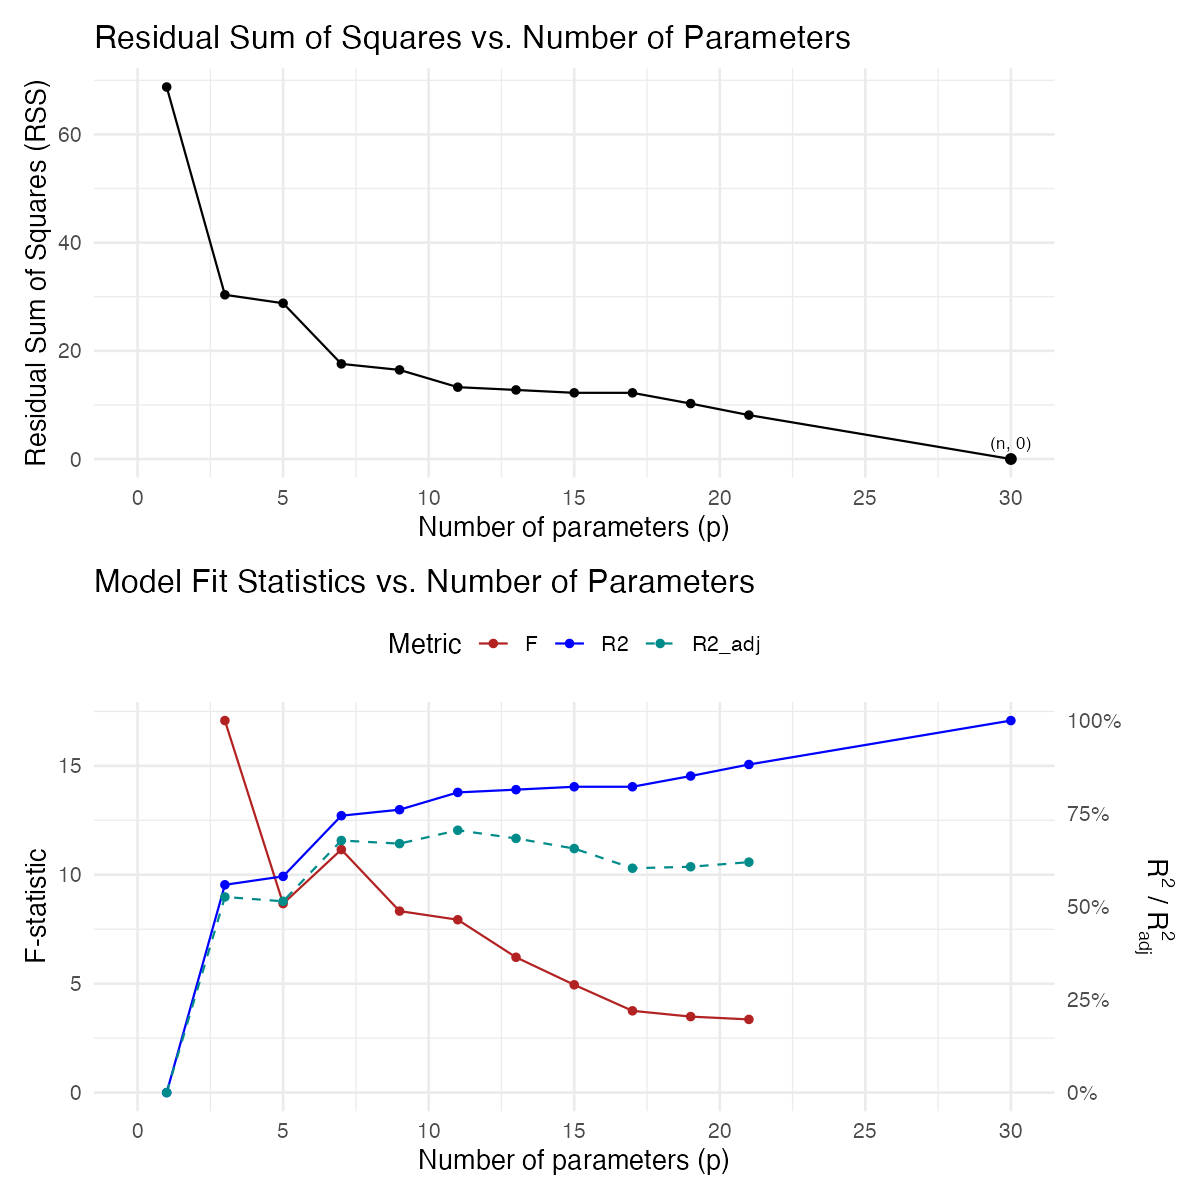 Residual Sum of Squares vs. Number of Parameters
Residual Sum of Squares (RSS)
60
40
20
0
(n, 0)
0 5 10 15 20 25 30
Number of parameters (p)
Model Fit Statistics vs. Number of Parameters
Metric F R2 R2_adj
F-statistic
15
10
5
0
100%
75%
50%
25%
0%
R² / R²adj
0 5 10 15 20 25 30
Number of parameters (p)